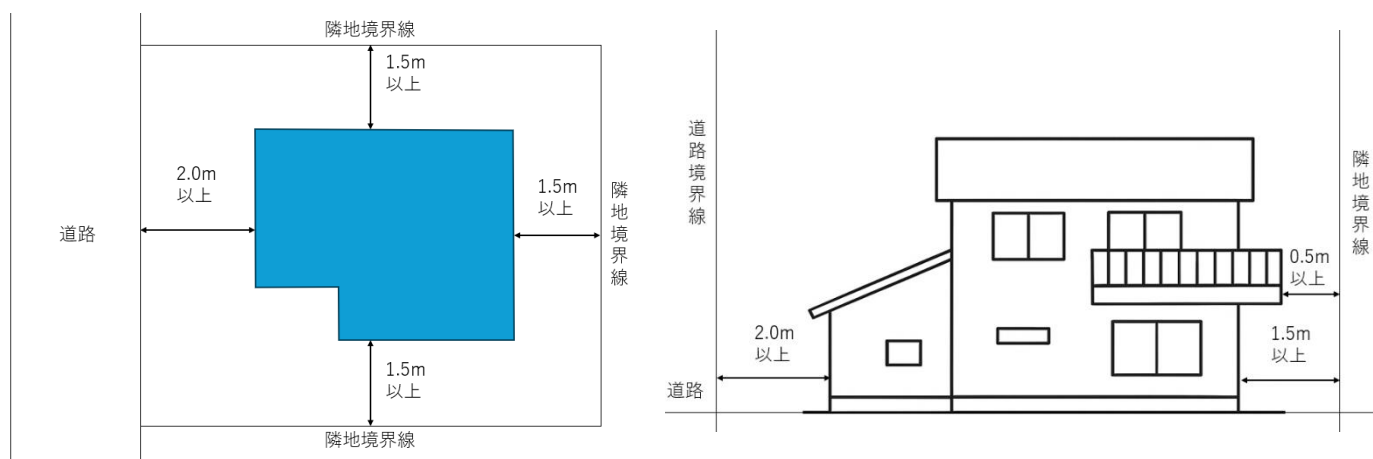 隣地境界線
1.5m
以上
2.0m
以上
1.5m
以上
隣地境界線
道路
1.5m
以上
隣地境界線
道路境界線
隣地境界線
0.5m
以上
2.0m
以上
1.5m
以上
道路